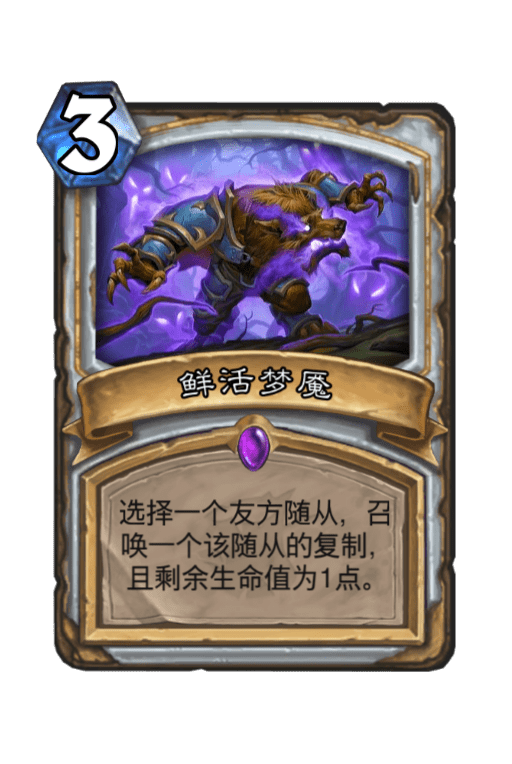 3
鲜活梦魇
选择一个友方随从，召
唤一个该随从的复制，
且剩余生命值为1点。